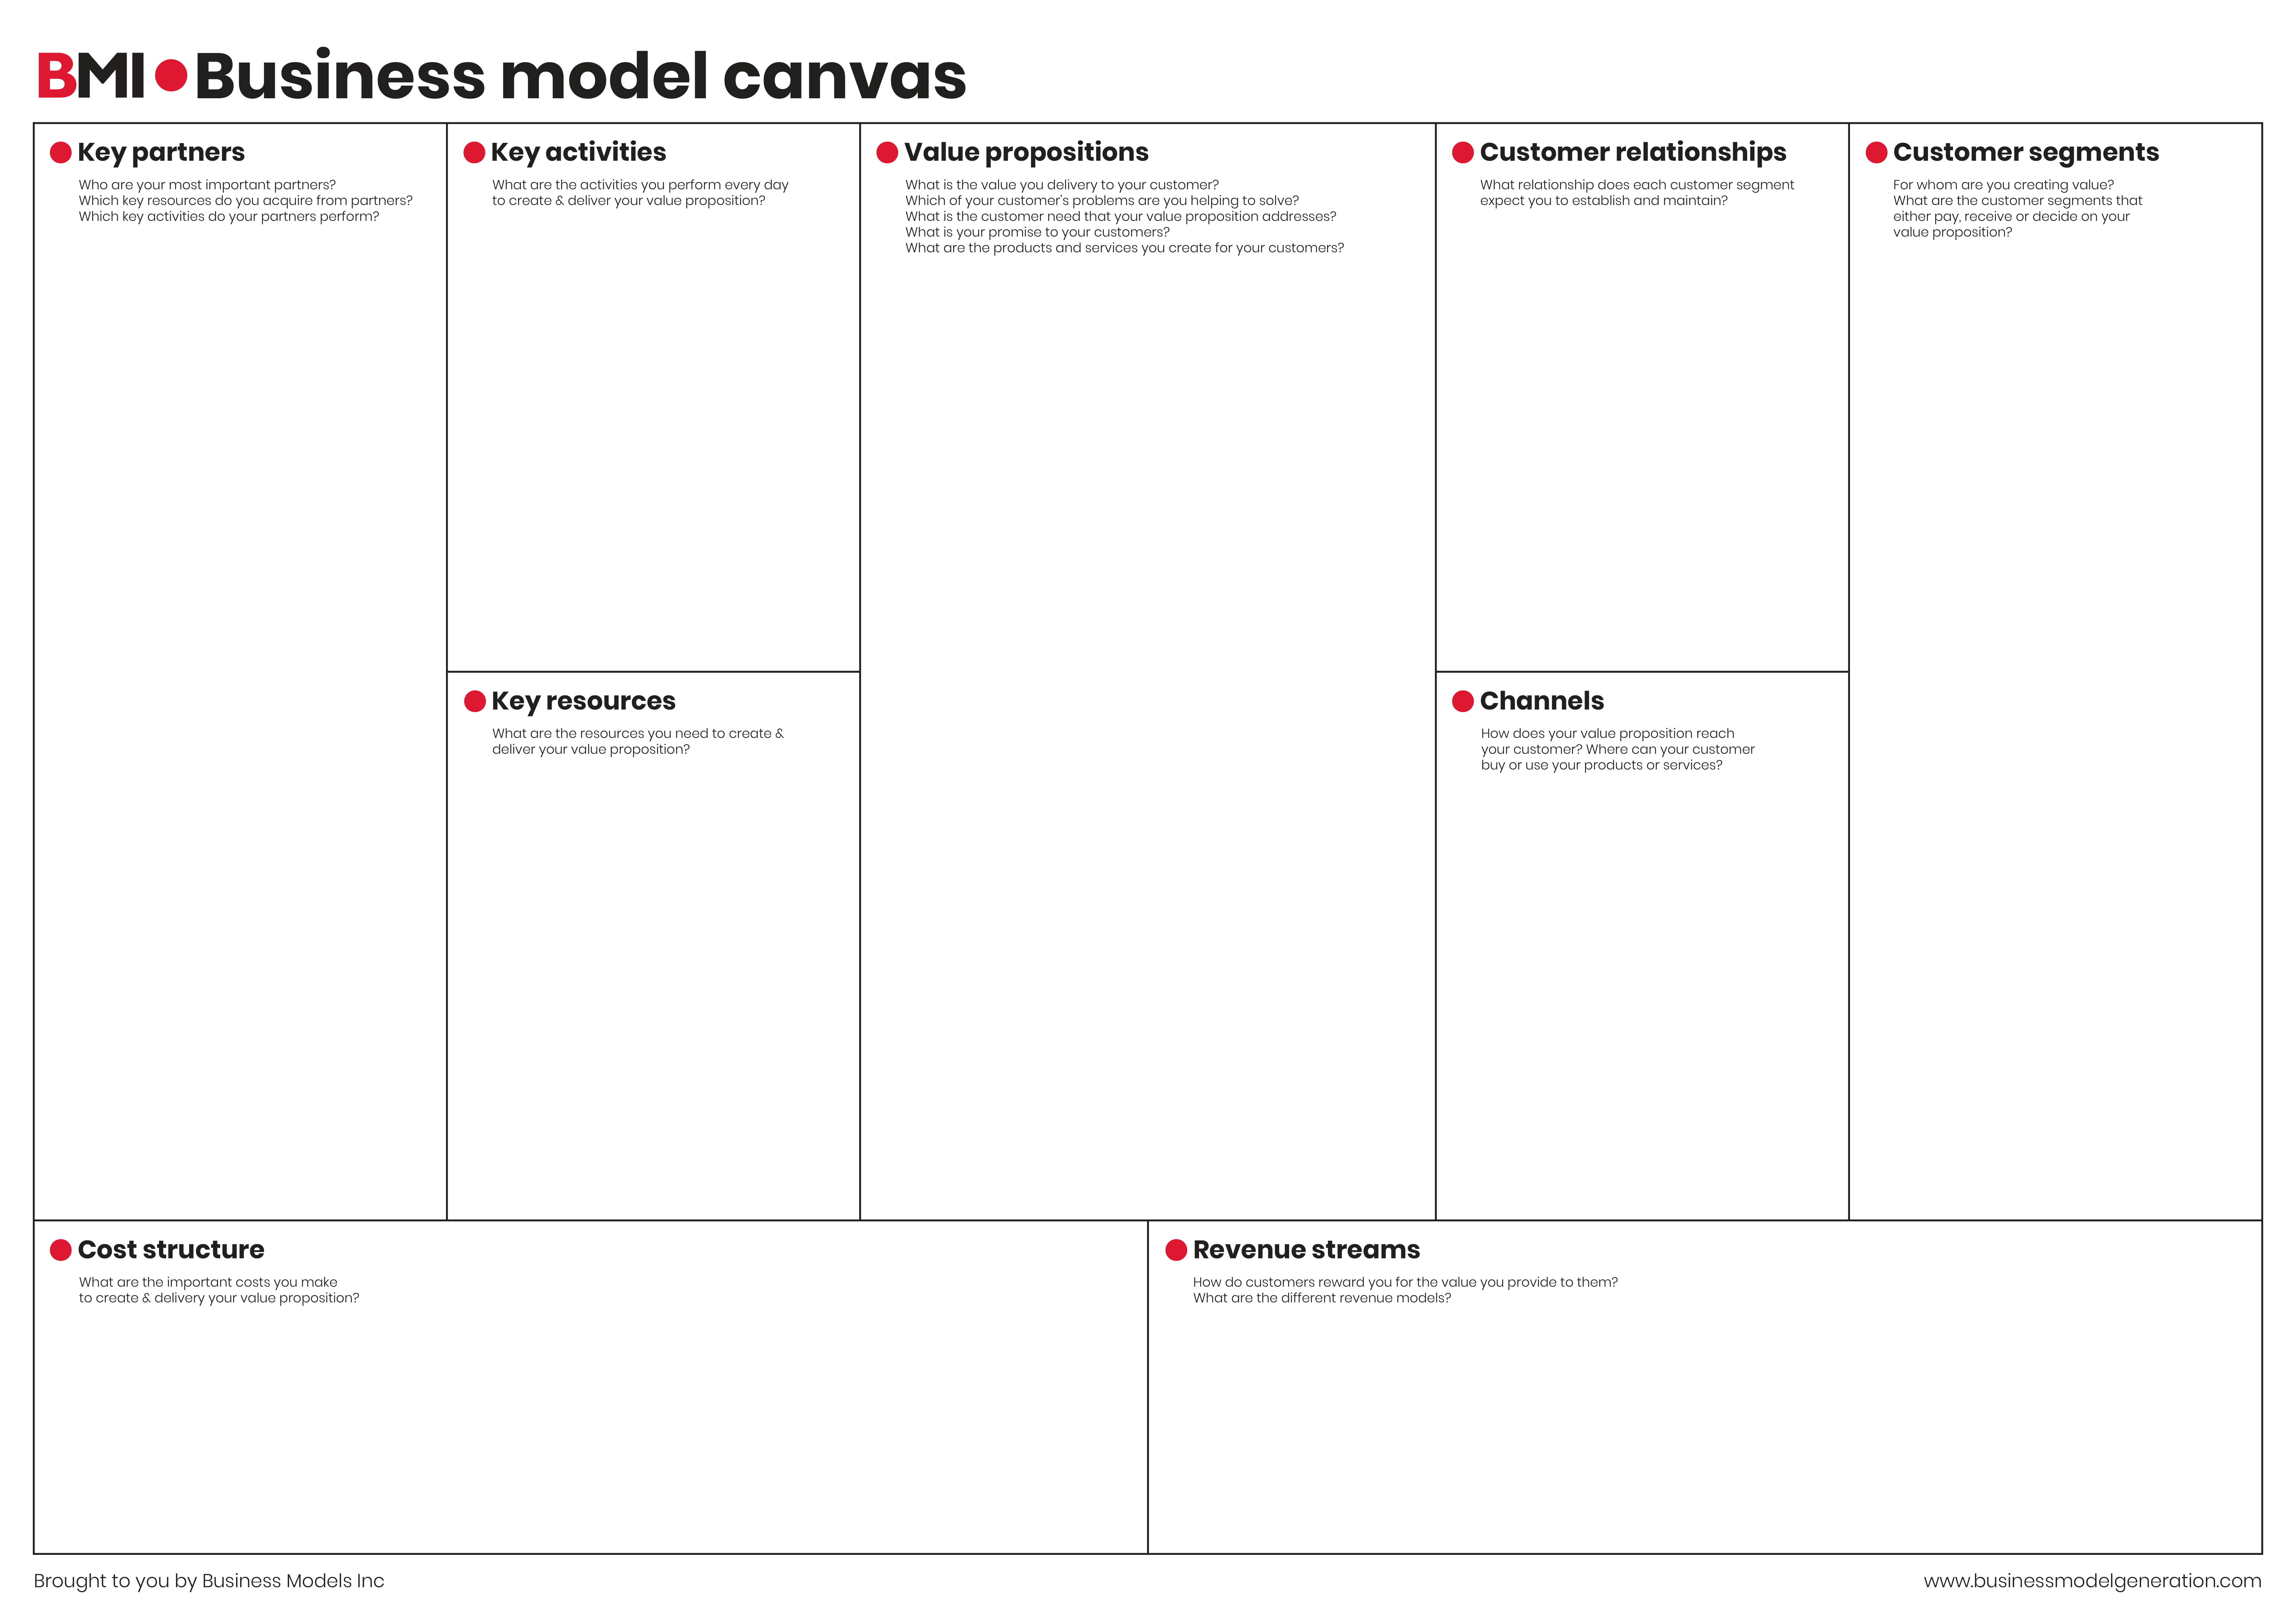 BMI Business model canvas
Key partners
Who are your most important partners?
Which key resources do you acquire from partners?
Which key activities do your partners perform?
Key activities
What are the activities you perform every day
to create & deliver your value proposition?
Key resources
What are the resources you need to create &
deliver your value proposition?
Value propositions
What is the value you delivery to your customer?
Which of your customer's problems are you helping to solve?
What is the customer need that your value proposition addresses?
What is your promise to your customers?
What are the products and services you create for your customers?
Customer relationships
What relationship does each customer segment
expect you to establish and maintain?
Channels
How does your value proposition reach
your customer? Where can your customer
buy or use your products or services?
Customer segments
For whom are you creating value?
What are the customer segments that
either pay, receive or decide on your
value proposition?
Cost structure
What are the important costs you make
to create & delivery your value proposition?
Revenue streams
How do customers reward you for the value you provide to them?
What are the different revenue models?
Brought to you by Business Models Inc
www.businessmodelgeneration.com